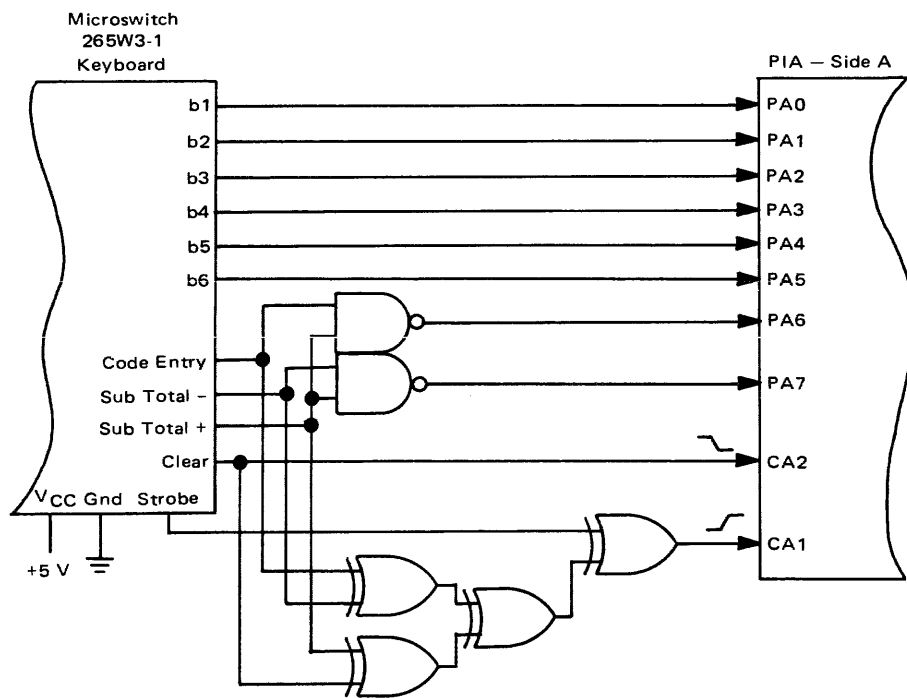 Microswitch
265W3-1
Keyboard
PIA – Side A
b1
PA0
b2
PA1
b3
PA2
b4
PA3
b5
PA4
b6
PA5
PA6
Code Entry
PA7
Sub Total –
Sub Total +
Clear
CA2
VCC Gnd Strobe
CA1
+5 V